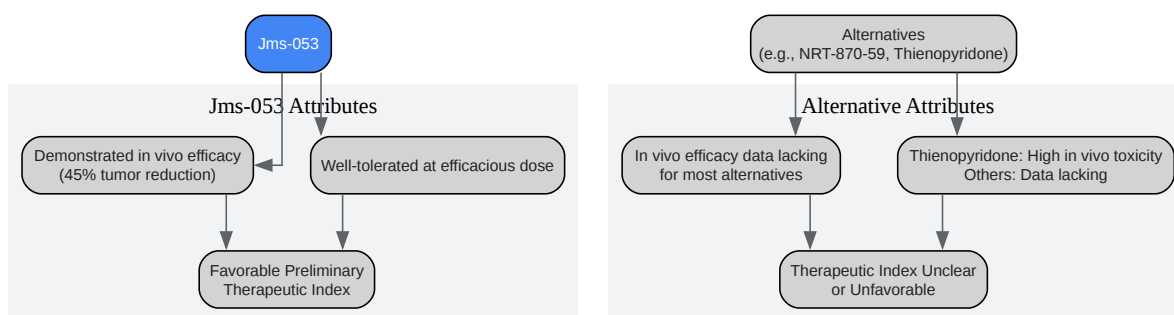 Jms-053
Jms-053 Attributes
Demonstrated in vivo efficacy
(45% tumor reduction)
Well-tolerated at efficacious dose
Favorable Preliminary
Therapeutic Index
Alternatives
(e.g., NRT-870-59, Thienopyridone)
Alternative Attributes
In vivo efficacy data lacking
for most alternatives
Thienopyridone: High in vivo toxicity
Others: Data lacking
Therapeutic Index Unclear
or Unfavorable